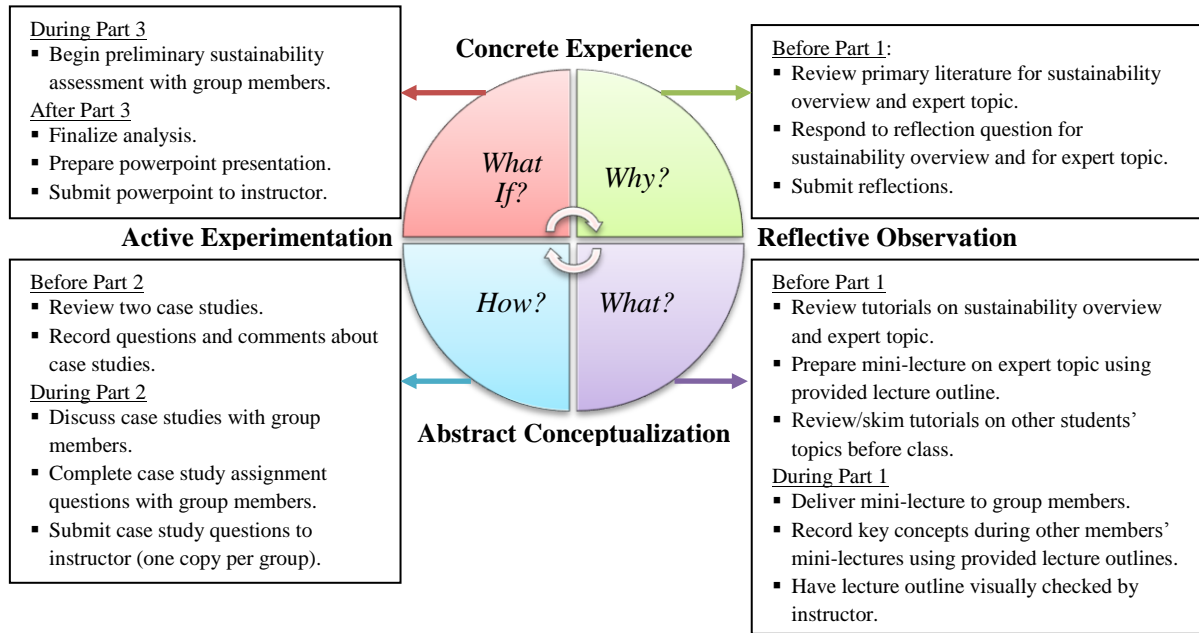 During Part 3
▪ Begin preliminary sustainability
assessment with group members.
After Part 3
▪ Finalize analysis.
▪ Prepare powerpoint presentation.
▪ Submit powerpoint to instructor.
Concrete Experience
Before Part 1:
▪ Review primary literature for sustainability
overview and expert topic.
▪ Respond to reflection question for
sustainability overview and for expert topic.
▪ Submit reflections.
What
If?
Why?
Active Experimentation
Reflective Observation
How?
What?
Before Part 2
▪ Review two case studies.
▪ Record questions and comments about
case studies.
During Part 2
▪ Discuss case studies with group
members.
▪ Complete case study assignment
questions with group members.
▪ Submit case study questions to
instructor (one copy per group).
Abstract Conceptualization
Before Part 1
▪ Review tutorials on sustainability overview
and expert topic.
▪ Prepare mini-lecture on expert topic using
provided lecture outline.
▪ Review/skim tutorials on other students’
topics before class.
During Part 1
▪ Deliver mini-lecture to group members.
▪ Record key concepts during other members’
mini-lectures using provided lecture outlines.
▪ Have lecture outline visually checked by
instructor.